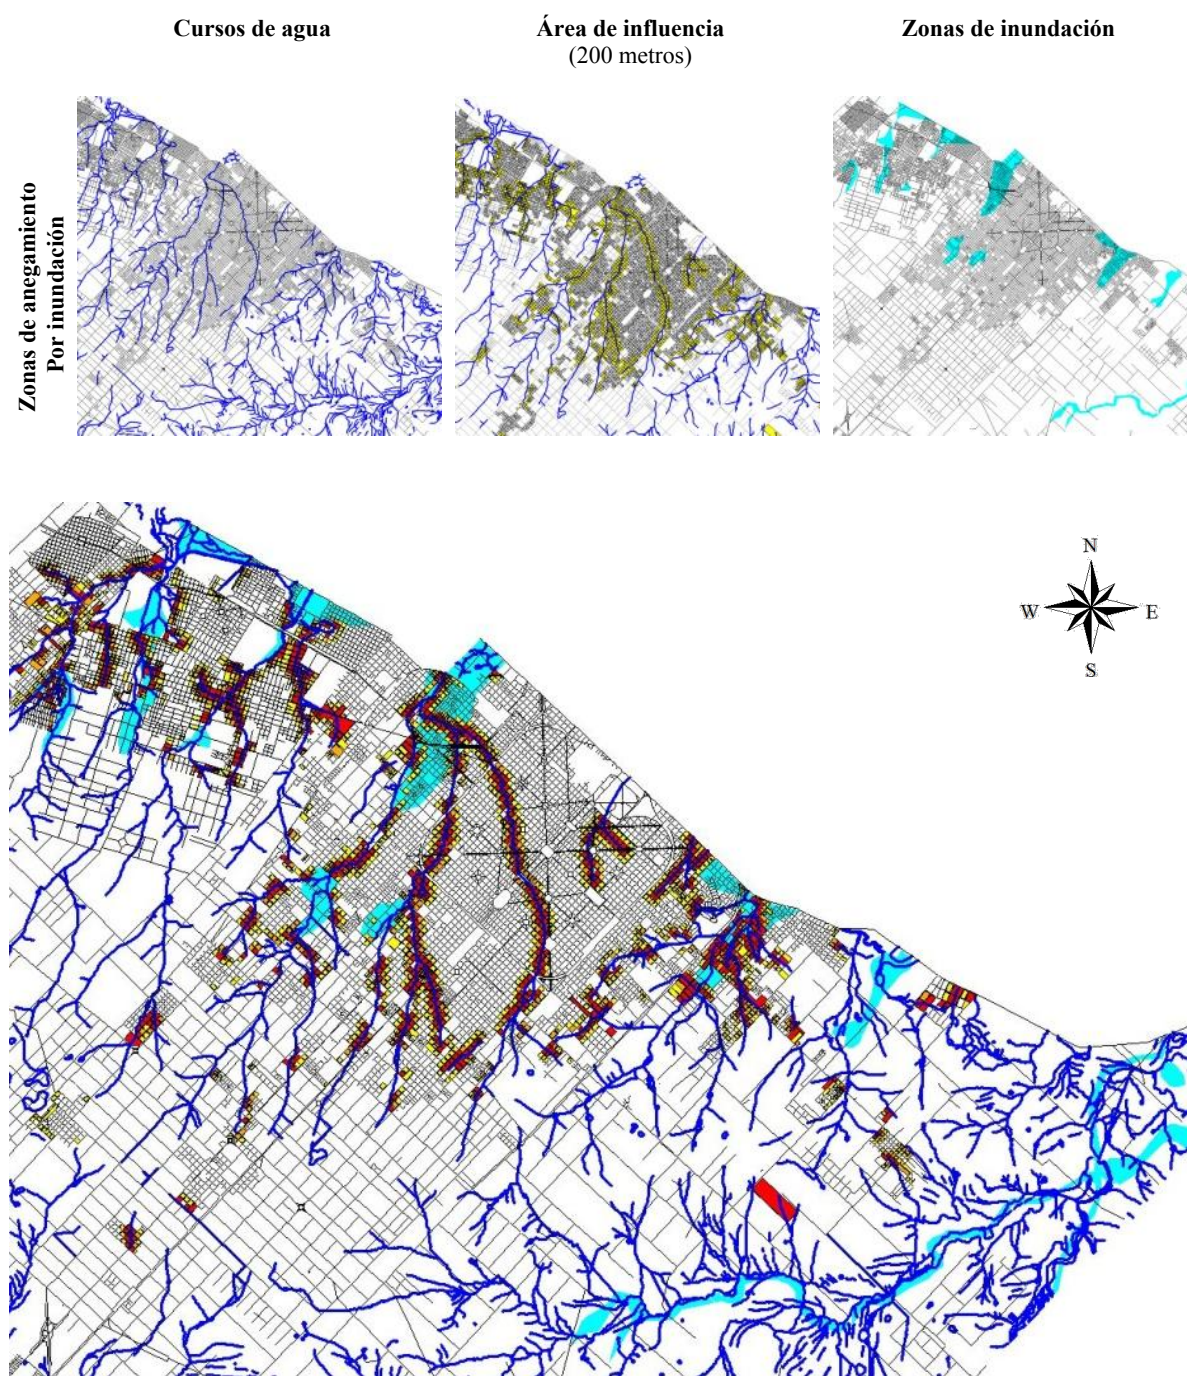 Cursos de agua
Área de influencia
(200 metros)
Zonas de inundación
Zonas de anegamiento
Por inundación
N
W
E
S